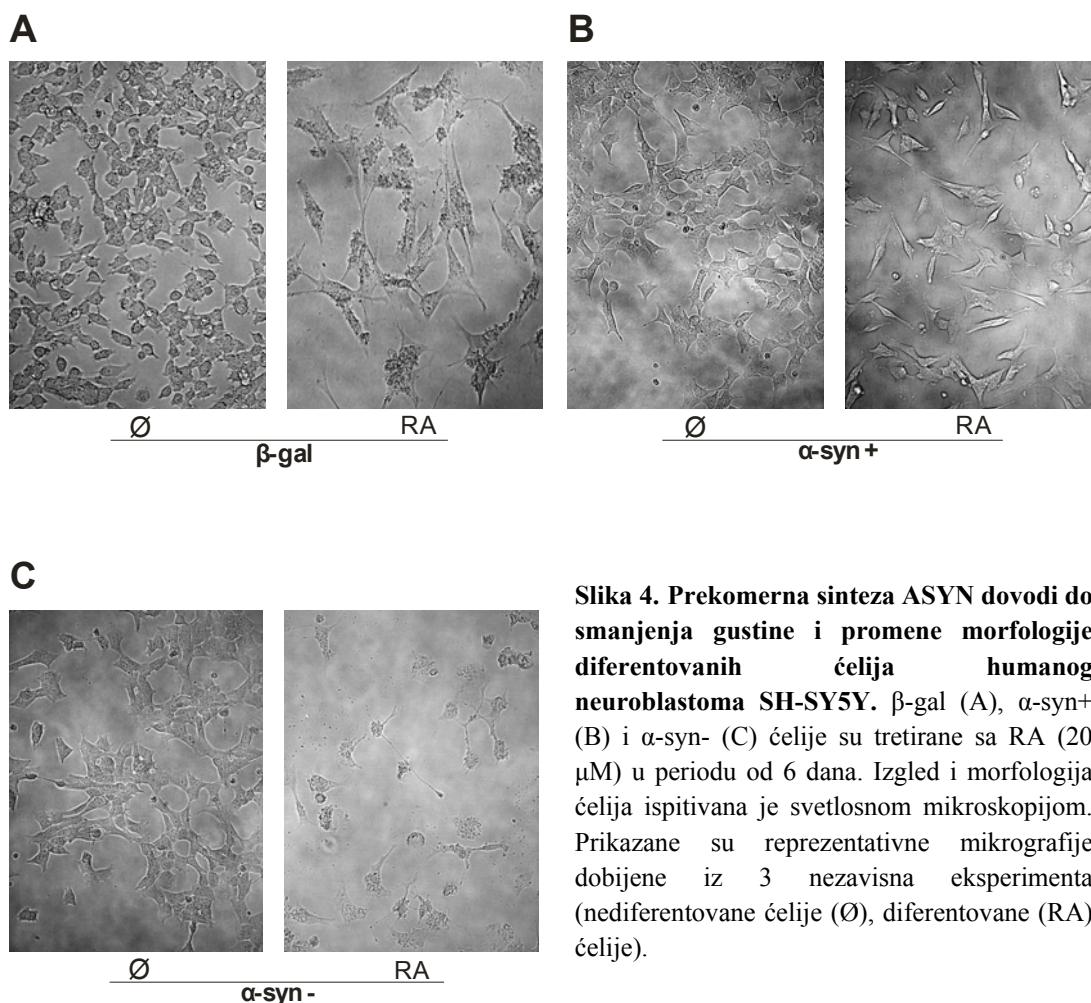 A
B
Ø
RA
β-gal
Ø
RA
α-syn +
C
Ø
RA
α-syn -
Slika 4. Prekomerna sinteza ASYN dovodi do
smanjenja gustine i promene morfologije
diferentovanih ćelija humanog
neuroblastoma SH-SY5Y. β-gal (A), α-syn+
(B) i α-syn- (C) ćelije su tretirane sa RA (20
μM) u periodu od 6 dana. Izgled i morfologija
ćelija ispitivana je svetlosnom mikroskopijom.
Prikazane su reprezentativne mikrografije
dobijene iz 3 nezavisna eksperimenta
(nediferentovane ćelije (Ø), diferentovane (RA)
ćelije).